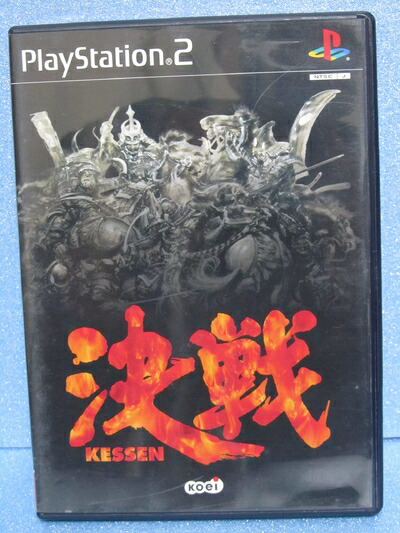 PlayStation®2
NTSC J
決戦
KESSEN
KOEI